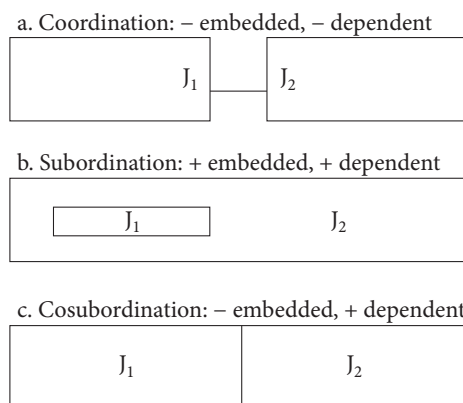 a. Coordination: − embedded, − dependent
J1 J2
b. Subordination: + embedded, + dependent
J1 J2
c. Cosubordination: − embedded, + dependent
J1 J2